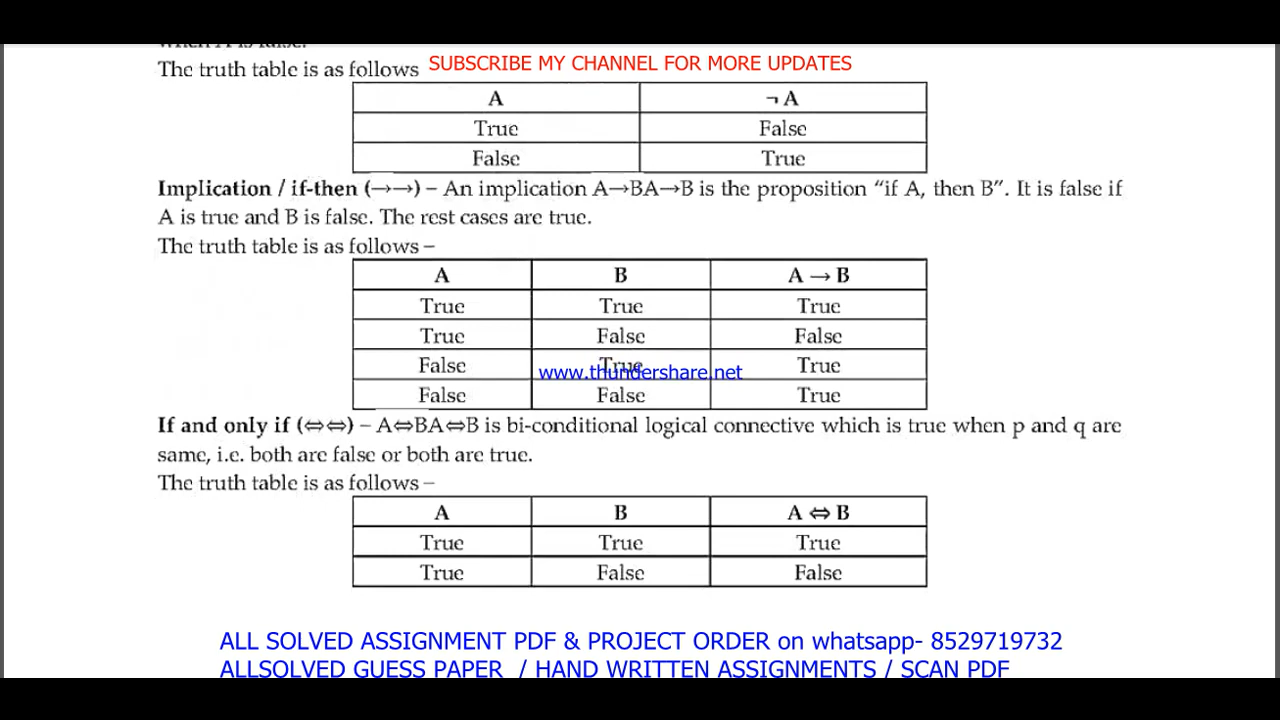 when A is false.
The truth table is as follows SUBSCRIBE MY CHANNEL FOR MORE UPDATES
A ¬ A
True False
False True
Implication / if-then (→→) – An implication A→BA→B is the proposition “if A, then B”. It is false if
A is true and B is false. The rest cases are true.
The truth table is as follows –
A B A → B
True True True
True False False
False True True
www.thundershare.net
False False True
If and only if (⇔⇔) – A⇔BA⇔B is bi-conditional logical connective which is true when p and q are
same, i.e. both are false or both are true.
The truth table is as follows –
A B A ⇔ B
True True True
True False False
ALL SOLVED ASSIGNMENT PDF & PROJECT ORDER on whatsapp- 8529719732
ALLSOLVED GUESS PAPER / HAND WRITTEN ASSIGNMENTS / SCAN PDF